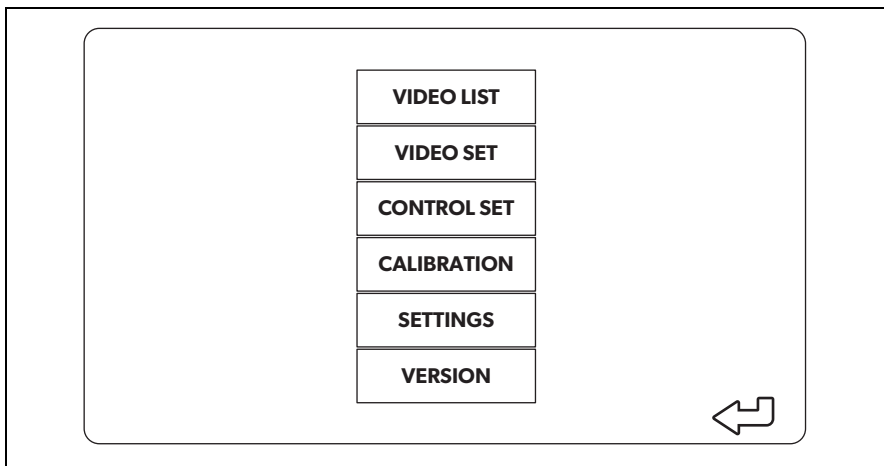 VIDEO LIST
VIDEO SET
CONTROL SET
CALIBRATION
SETTINGS
VERSION